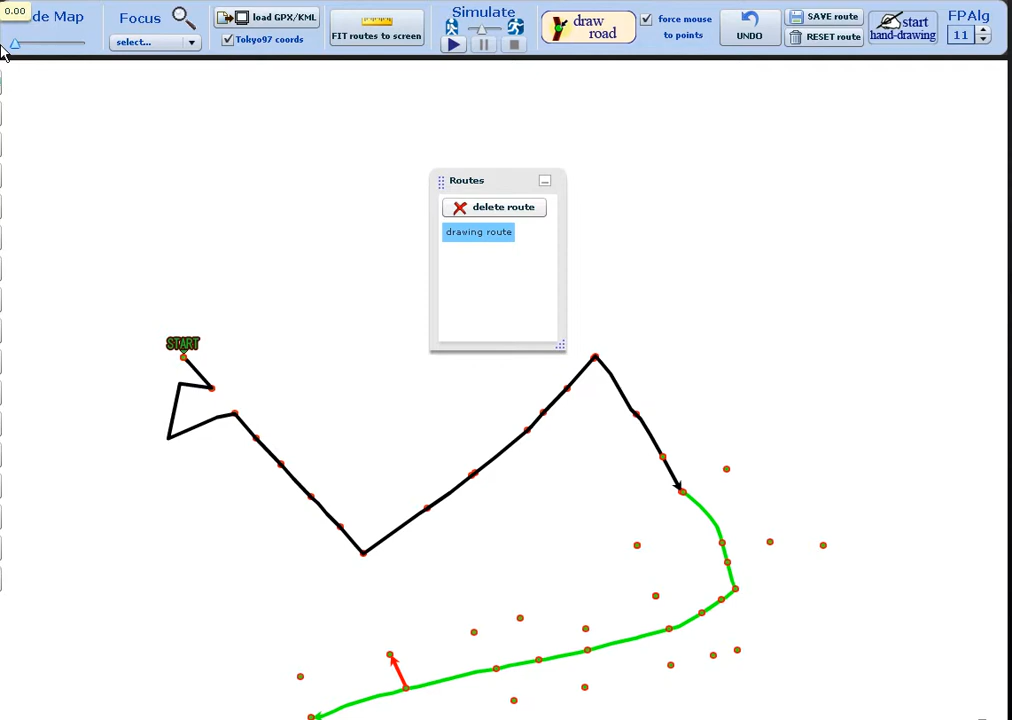 0.00
de Map
Focus
select...
load GPX/KML
Tokyo97 coords
FIT routes to screen
Simulate
draw
road
force mouse
to points
UNDO
SAVE route
RESET route
start
hand-drawing
FPAlg
11
Routes
delete route
drawing route
START